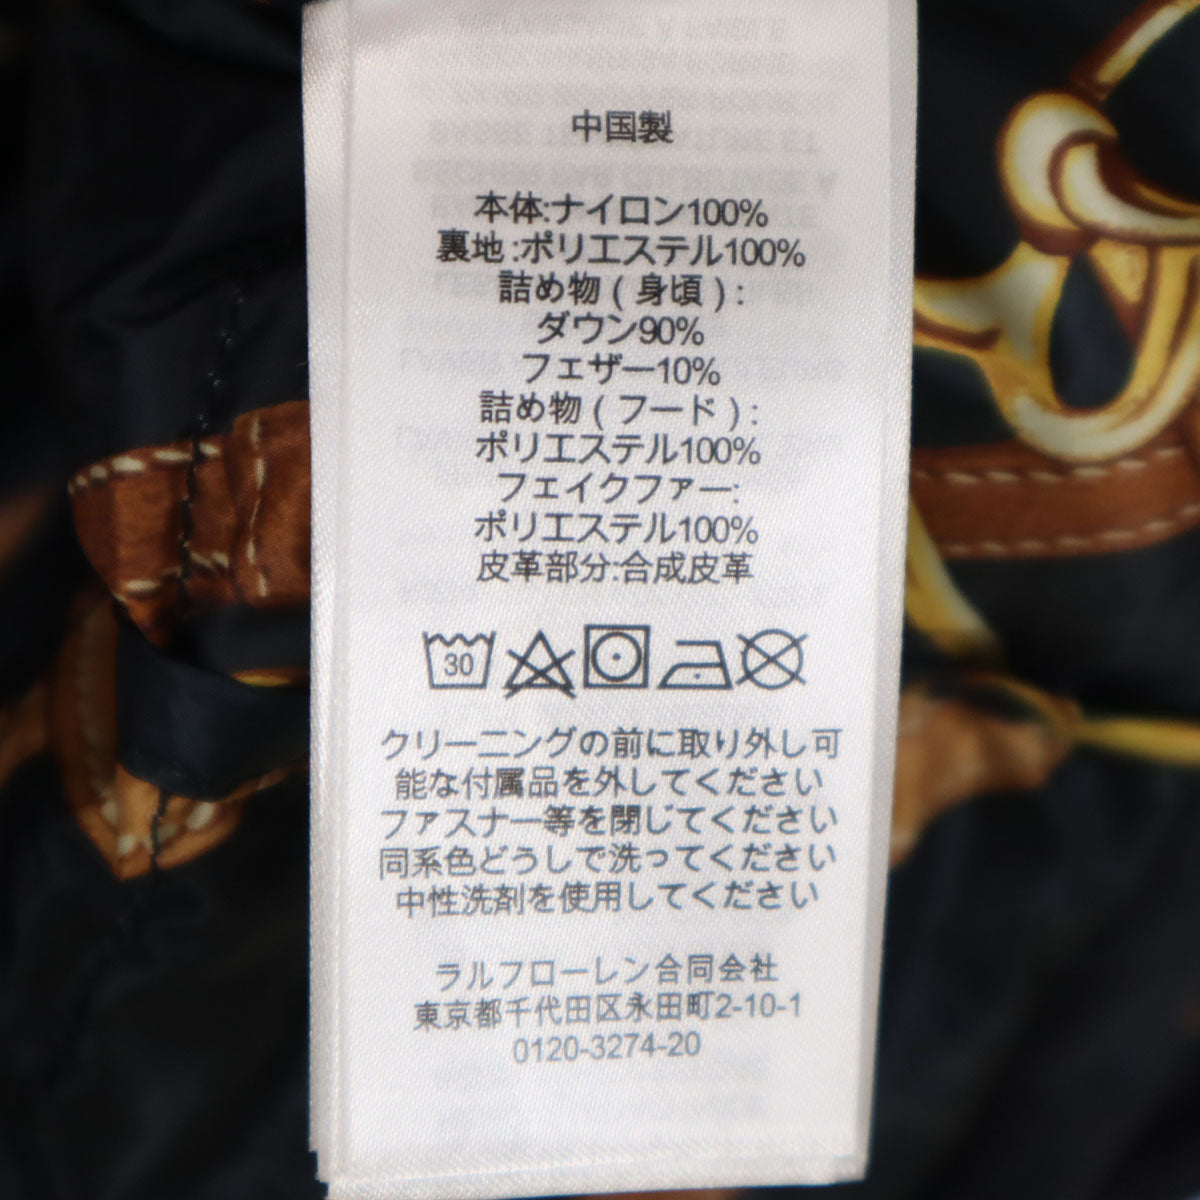 中国製
本体:ナイロン100%
裏地:ポリエステル100%
詰め物(身頃):
ダウン90%
フェザー10%
詰め物(フード):
ポリエステル100%
フェイクファー:
ポリエステル100%
皮革部分:合成皮革
30
クリーニングの前に取り外し可
能な付属品を外してください
ファスナー等を閉じてください
同系色どうしで洗ってください
中性洗剤を使用してください
ラルフローレン合同会社
東京都千代田区永田町2-10-1
0120-3274-20